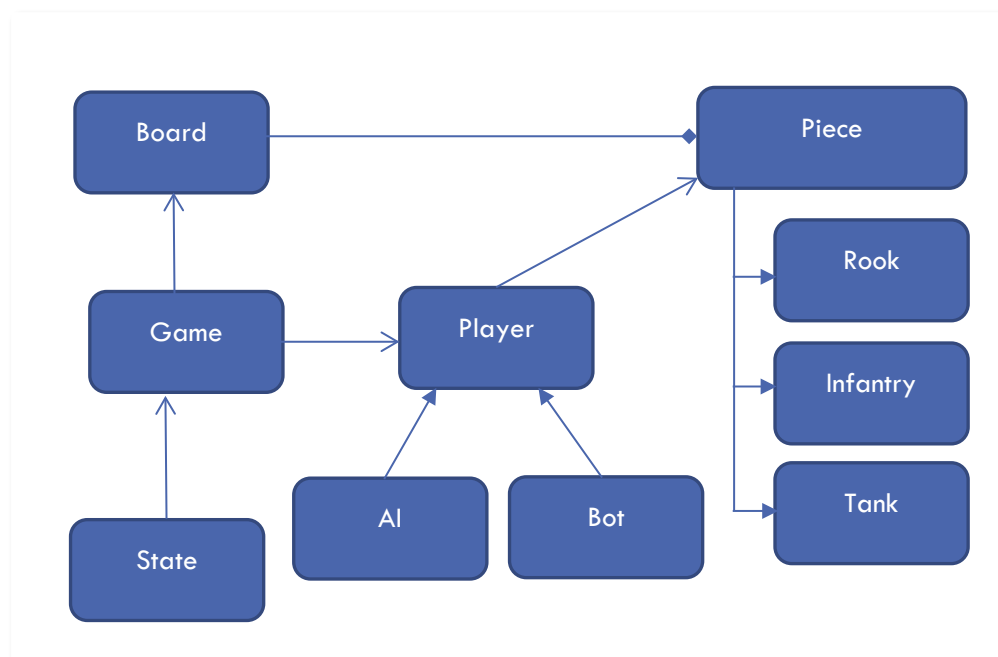 Board
Piece
Rook
Game
Player
Infantry
AI
Bot
Tank
State